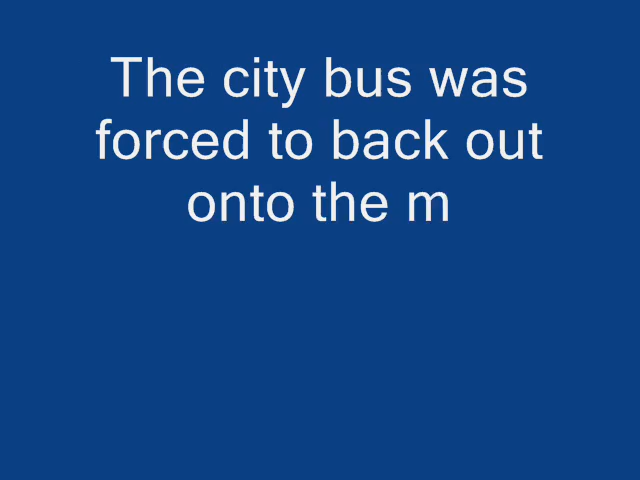 The city bus was
forced to back out
onto the m